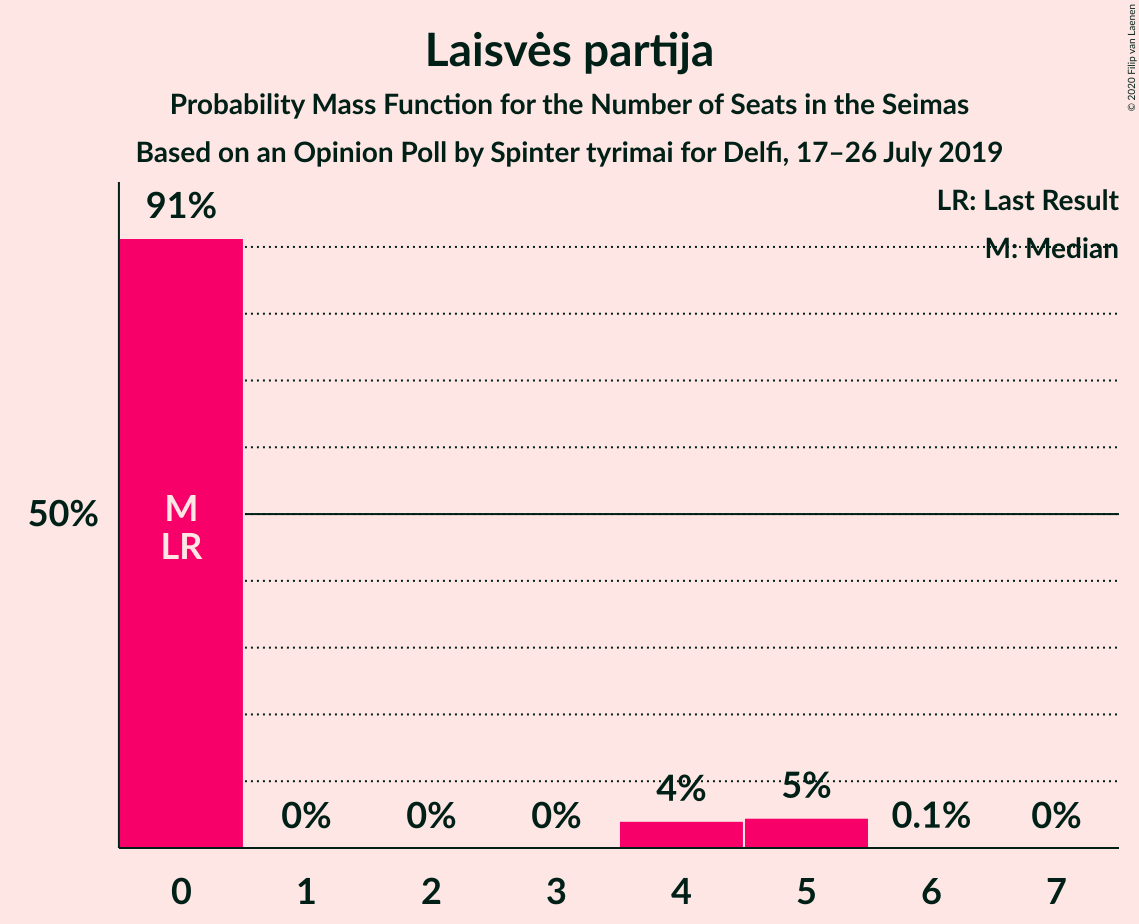 Laisvės partija
Probability Mass Function for the Number of Seats in the Seimas
Based on an Opinion Poll by Spinter tyrimai for Delfi, 17–26 July 2019
© 2020 Filip van Laenen
LR: Last Result
M: Median
91%
50%
M
LR
0% 0% 0% 4% 5% 0.1% 0%
0 1 2 3 4 5 6 7